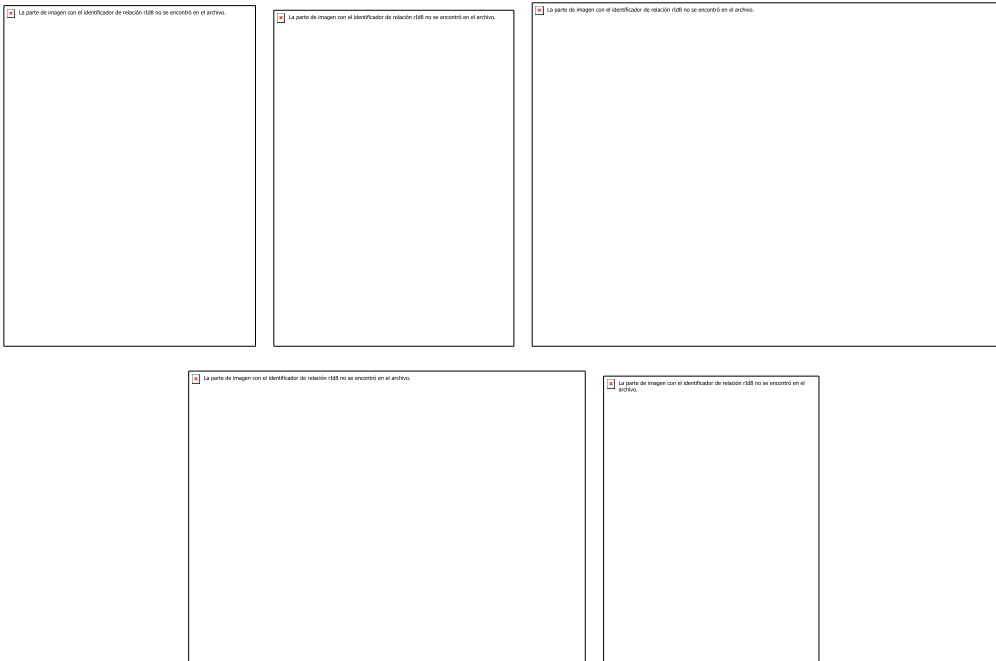 La parte de imagen con el identificador de relación rId8 no se encontró en el archivo.
La parte de imagen con el identificador de relación rId8 no se encontró en el archivo.
La parte de imagen con el identificador de relación rId8 no se encontró en el archivo.
La parte de imagen con el identificador de relación rId8 no se encontró en el archivo.
La parte de imagen con el identificador de relación rId8 no se encontró en el
archivo.